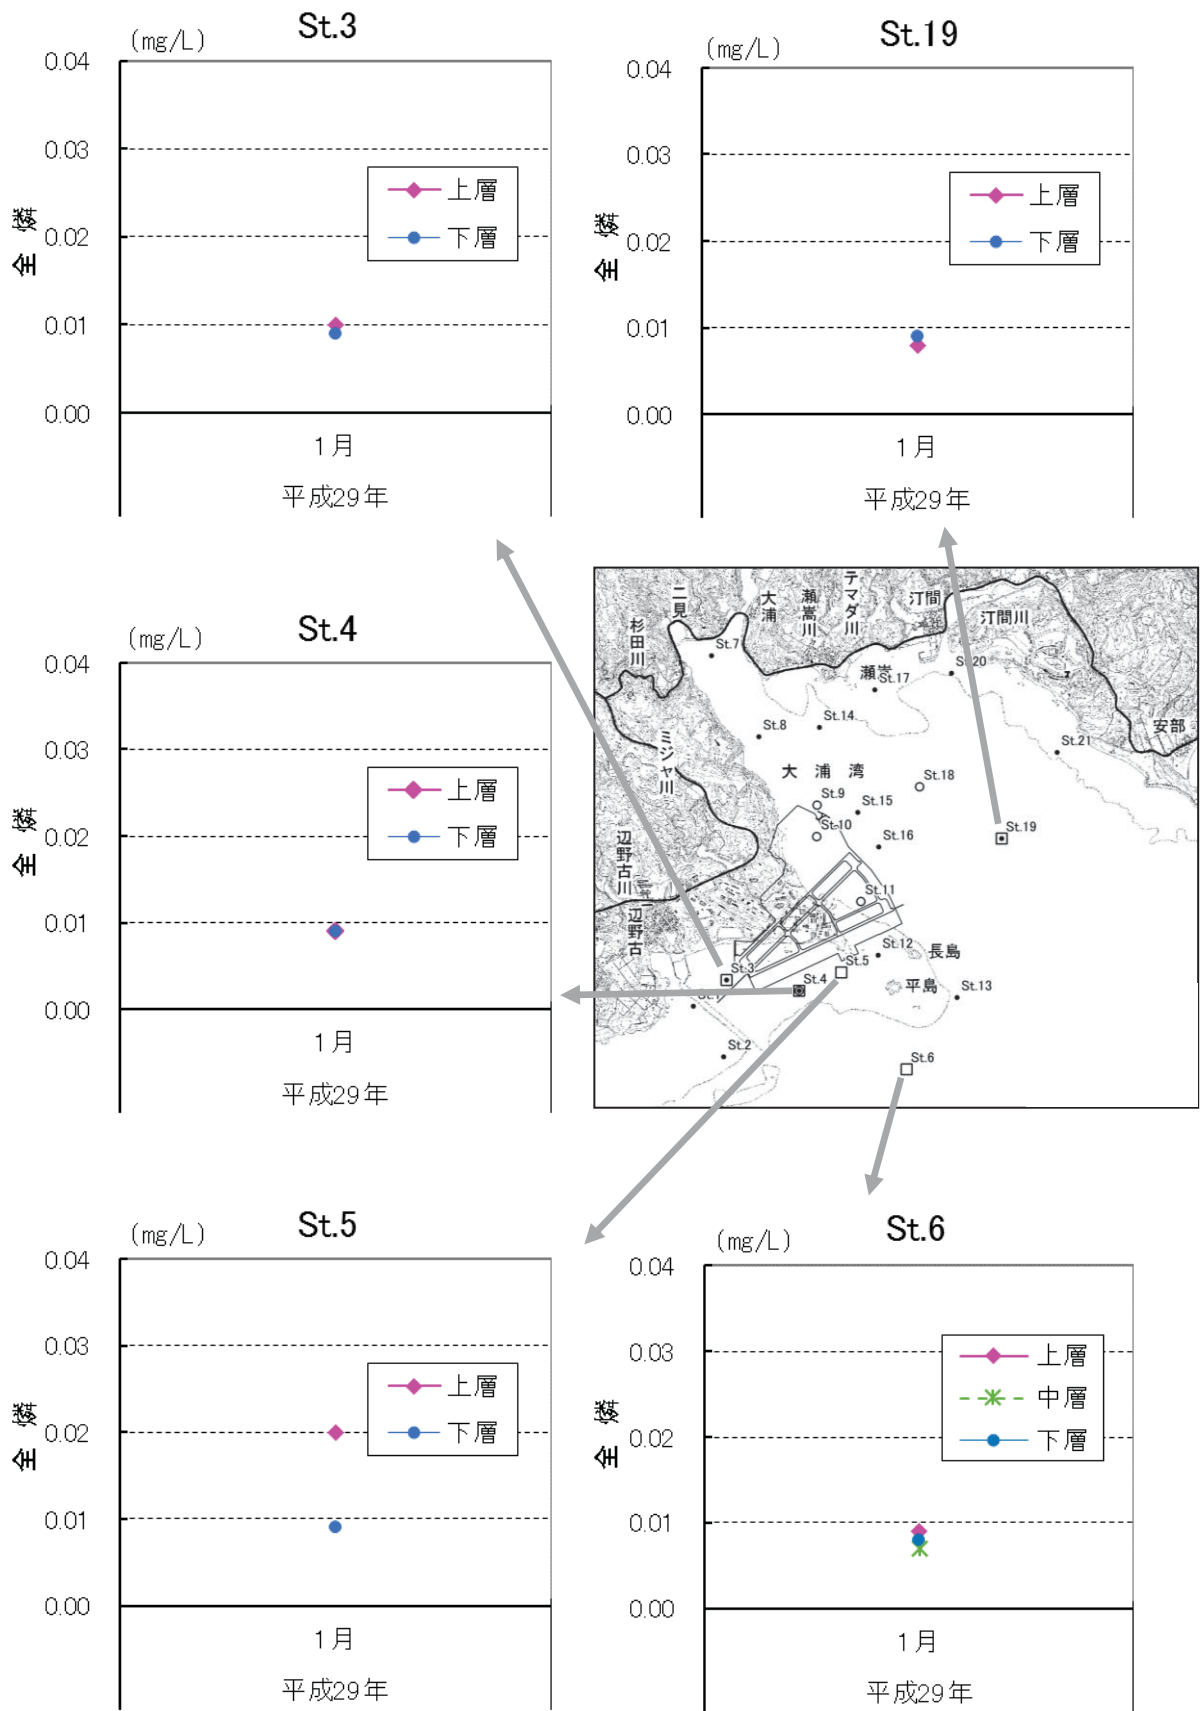 St.3
(mg/L)
0.04
0.03
0.02
0.01
0.00
全燐
上層
下層
1月
平成29年
St.19
(mg/L)
0.04
0.03
0.02
0.01
0.00
全燐
上層
下層
1月
平成29年
St.4
0.04
0.03
0.02
0.01
0.00
全燐
上層
下層
1月
平成29年
二見
杉田川
大浦
瀬嵩川
テマダ川
汀間
汀間川
St.7
瀬嵩
St.17
St.20
安部
ミジャ川
St.8
St.14
St.21
大浦湾
St.18
St.9
St.15
St.10
St.16
St.19
辺野古川
辺野古
St.11
St.12
長島
St.3
St.4
St.5
平島
St.13
St.1
St.2
St.6
St.5
(mg/L)
0.04
0.03
0.02
0.01
0.00
全燐
上層
下層
1月
平成29年
St.6
(mg/L)
0.04
0.03
0.02
0.01
0.00
全燐
上層
中層
下層
1月
平成29年